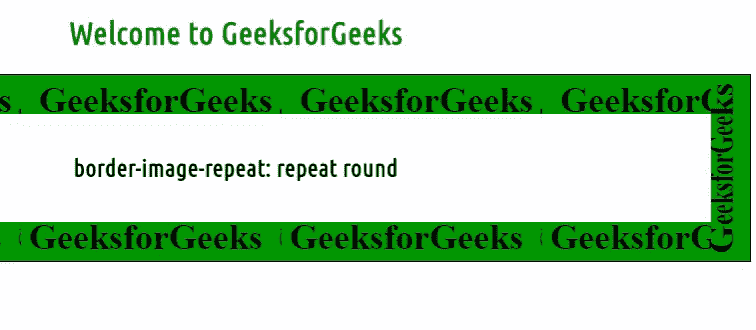 Welcome to GeeksforGeeks
s GeeksforGeeks GeeksforGeeks GeeksforG
GeeksforGeeks
border-image-repeat: repeat round
GeeksforGeeks GeeksforGeeks GeeksforG